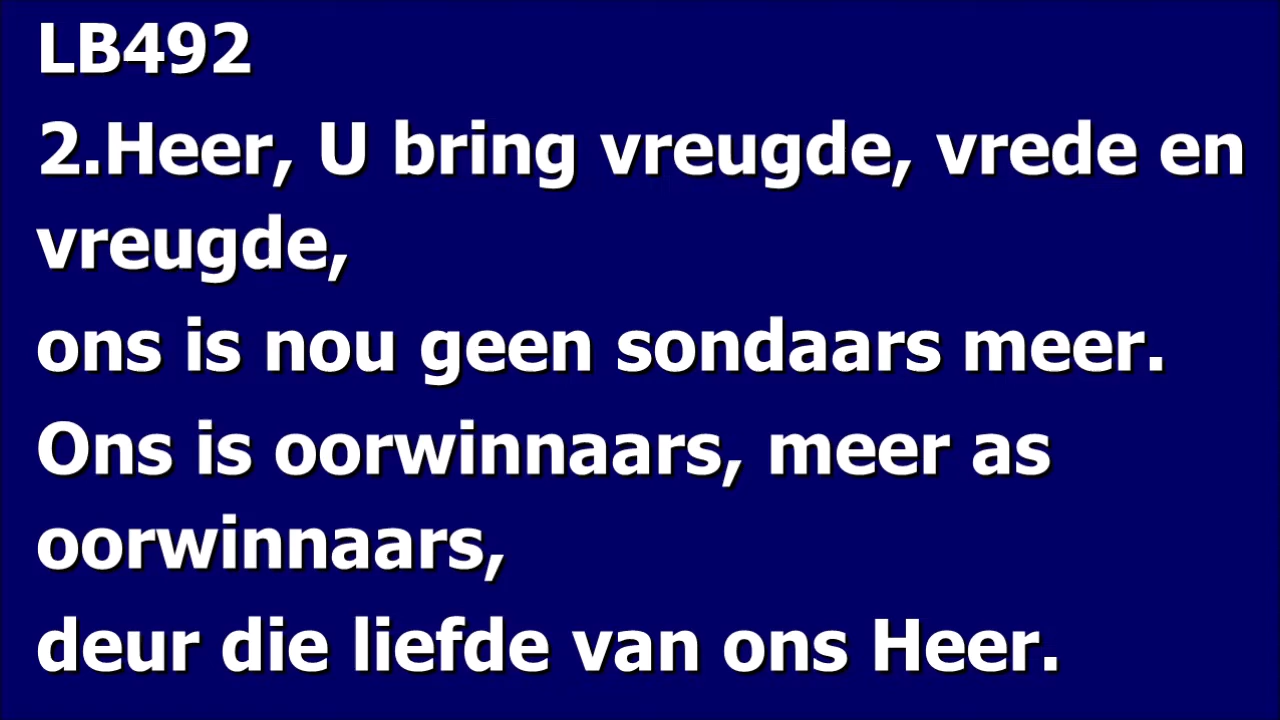 LB492
2.Heer, U bring vreugde, vrede en
vreugde,
ons is nou geen sondaars meer.
Ons is oorwinnaars, meer as
oorwinnaars,
deur die liefde van ons Heer.